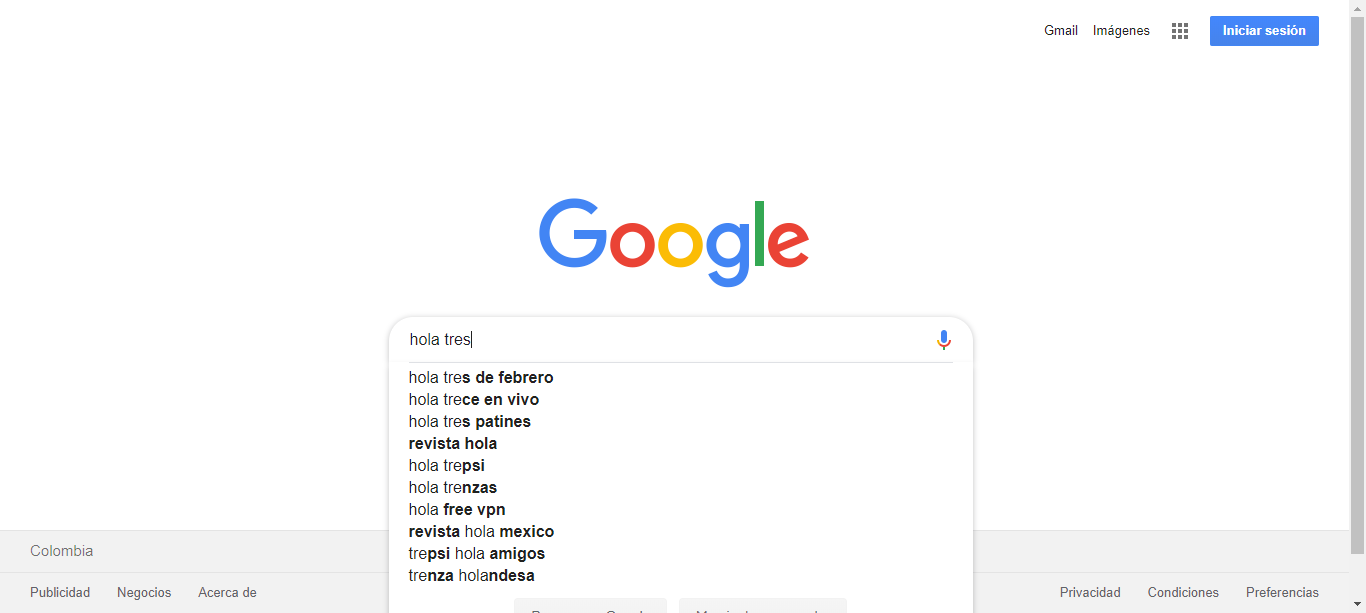 Gmail Imágenes Iniciar sesión
Google
hola tres
hola tres de febrero
hola trece en vivo
hola tres patines
revista hola
hola trepsi
hola trenzas
hola free vpn
revista hola mexico
trepsi hola amigos
trenza holandesa
Colombia
Publicidad Negocios Acerca de
Privacidad Condiciones Preferencias